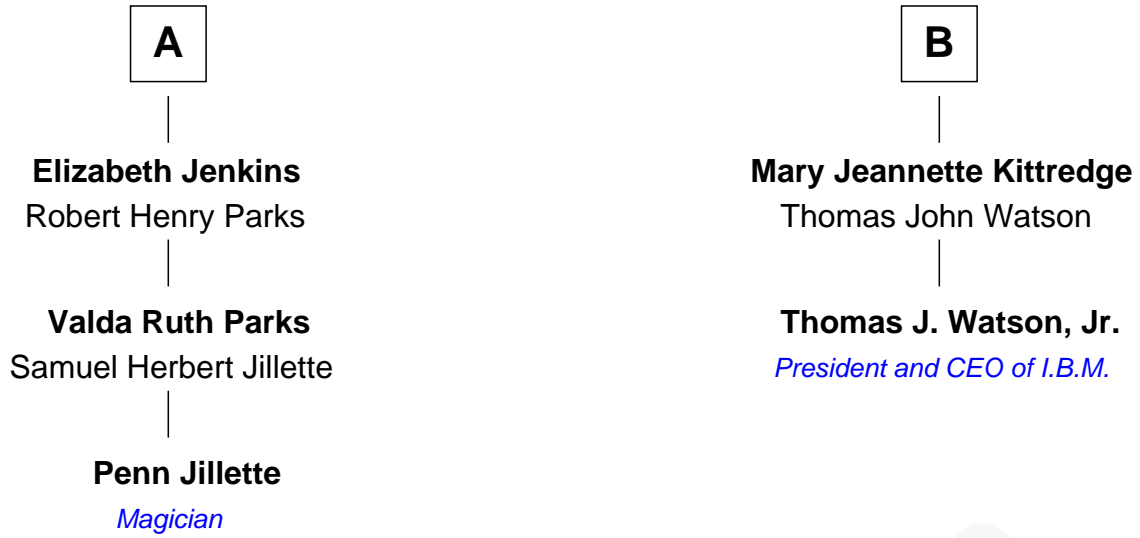 A
Elizabeth Jenkins
Robert Henry Parks
Valda Ruth Parks
Samuel Herbert Jillette
Penn Jillette
Magician
B
Mary Jeannette Kittredge
Thomas John Watson
Thomas J. Watson, Jr.
President and CEO of I.B.M.